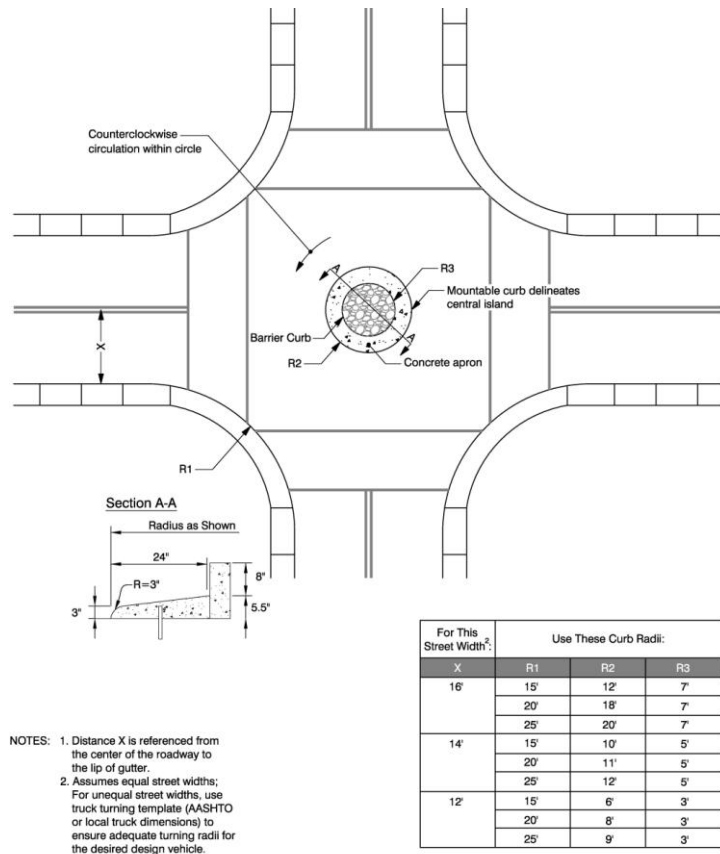 Counterclockwise
circulation within circle
A
R3
Mountable curb delineates
central island
Barrier Curb
A
R2
Concrete apron
X
R1
Section A-A
Radius as Shown
24"
R=3"
8"
3"
5.5"
For This
Street Width²:
Use These Curb Radii:
X R1 R2 R3
16' 15' 12' 7'
20' 18' 7'
25' 20' 7'
14' 15' 10' 5'
20' 11' 5'
25' 12' 5'
12' 15' 6' 3'
20' 8' 3'
25' 9' 3'
NOTES: 1. Distance X is referenced from
the center of the roadway to
the lip of gutter.
2. Assumes equal street widths;
For unequal street widths, use
truck turning template (AASHTO
or local truck dimensions) to
ensure adequate turning radii for
the desired design vehicle.